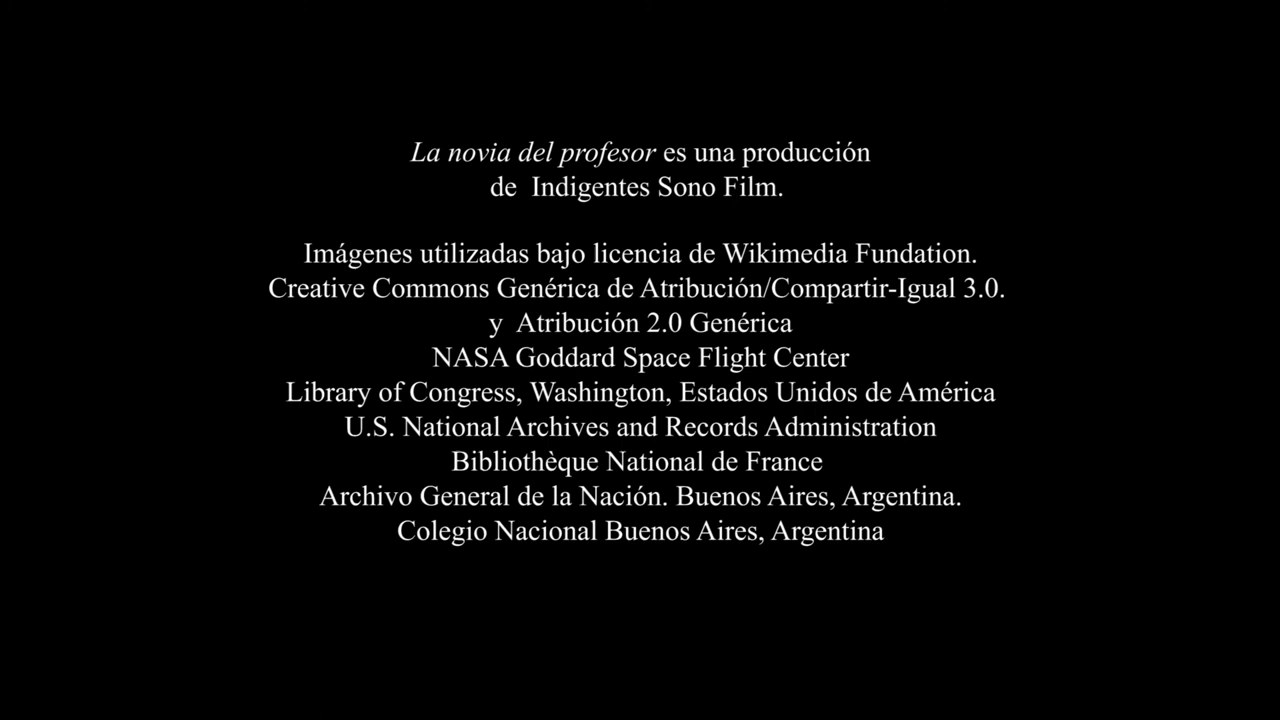 La novia del profesor es una producción
de  Indigentes Sono Film.
Imágenes utilizadas bajo licencia de Wikimedia Fundation.
Creative Commons Genérica de Atribución/Compartir-Igual 3.0.
y  Atribución 2.0 Genérica
NASA Goddard Space Flight Center
Library of Congress, Washington, Estados Unidos de América
U.S. National Archives and Records Administration
Bibliothèque National de France
Archivo General de la Nación. Buenos Aires, Argentina.
Colegio Nacional Buenos Aires, Argentina